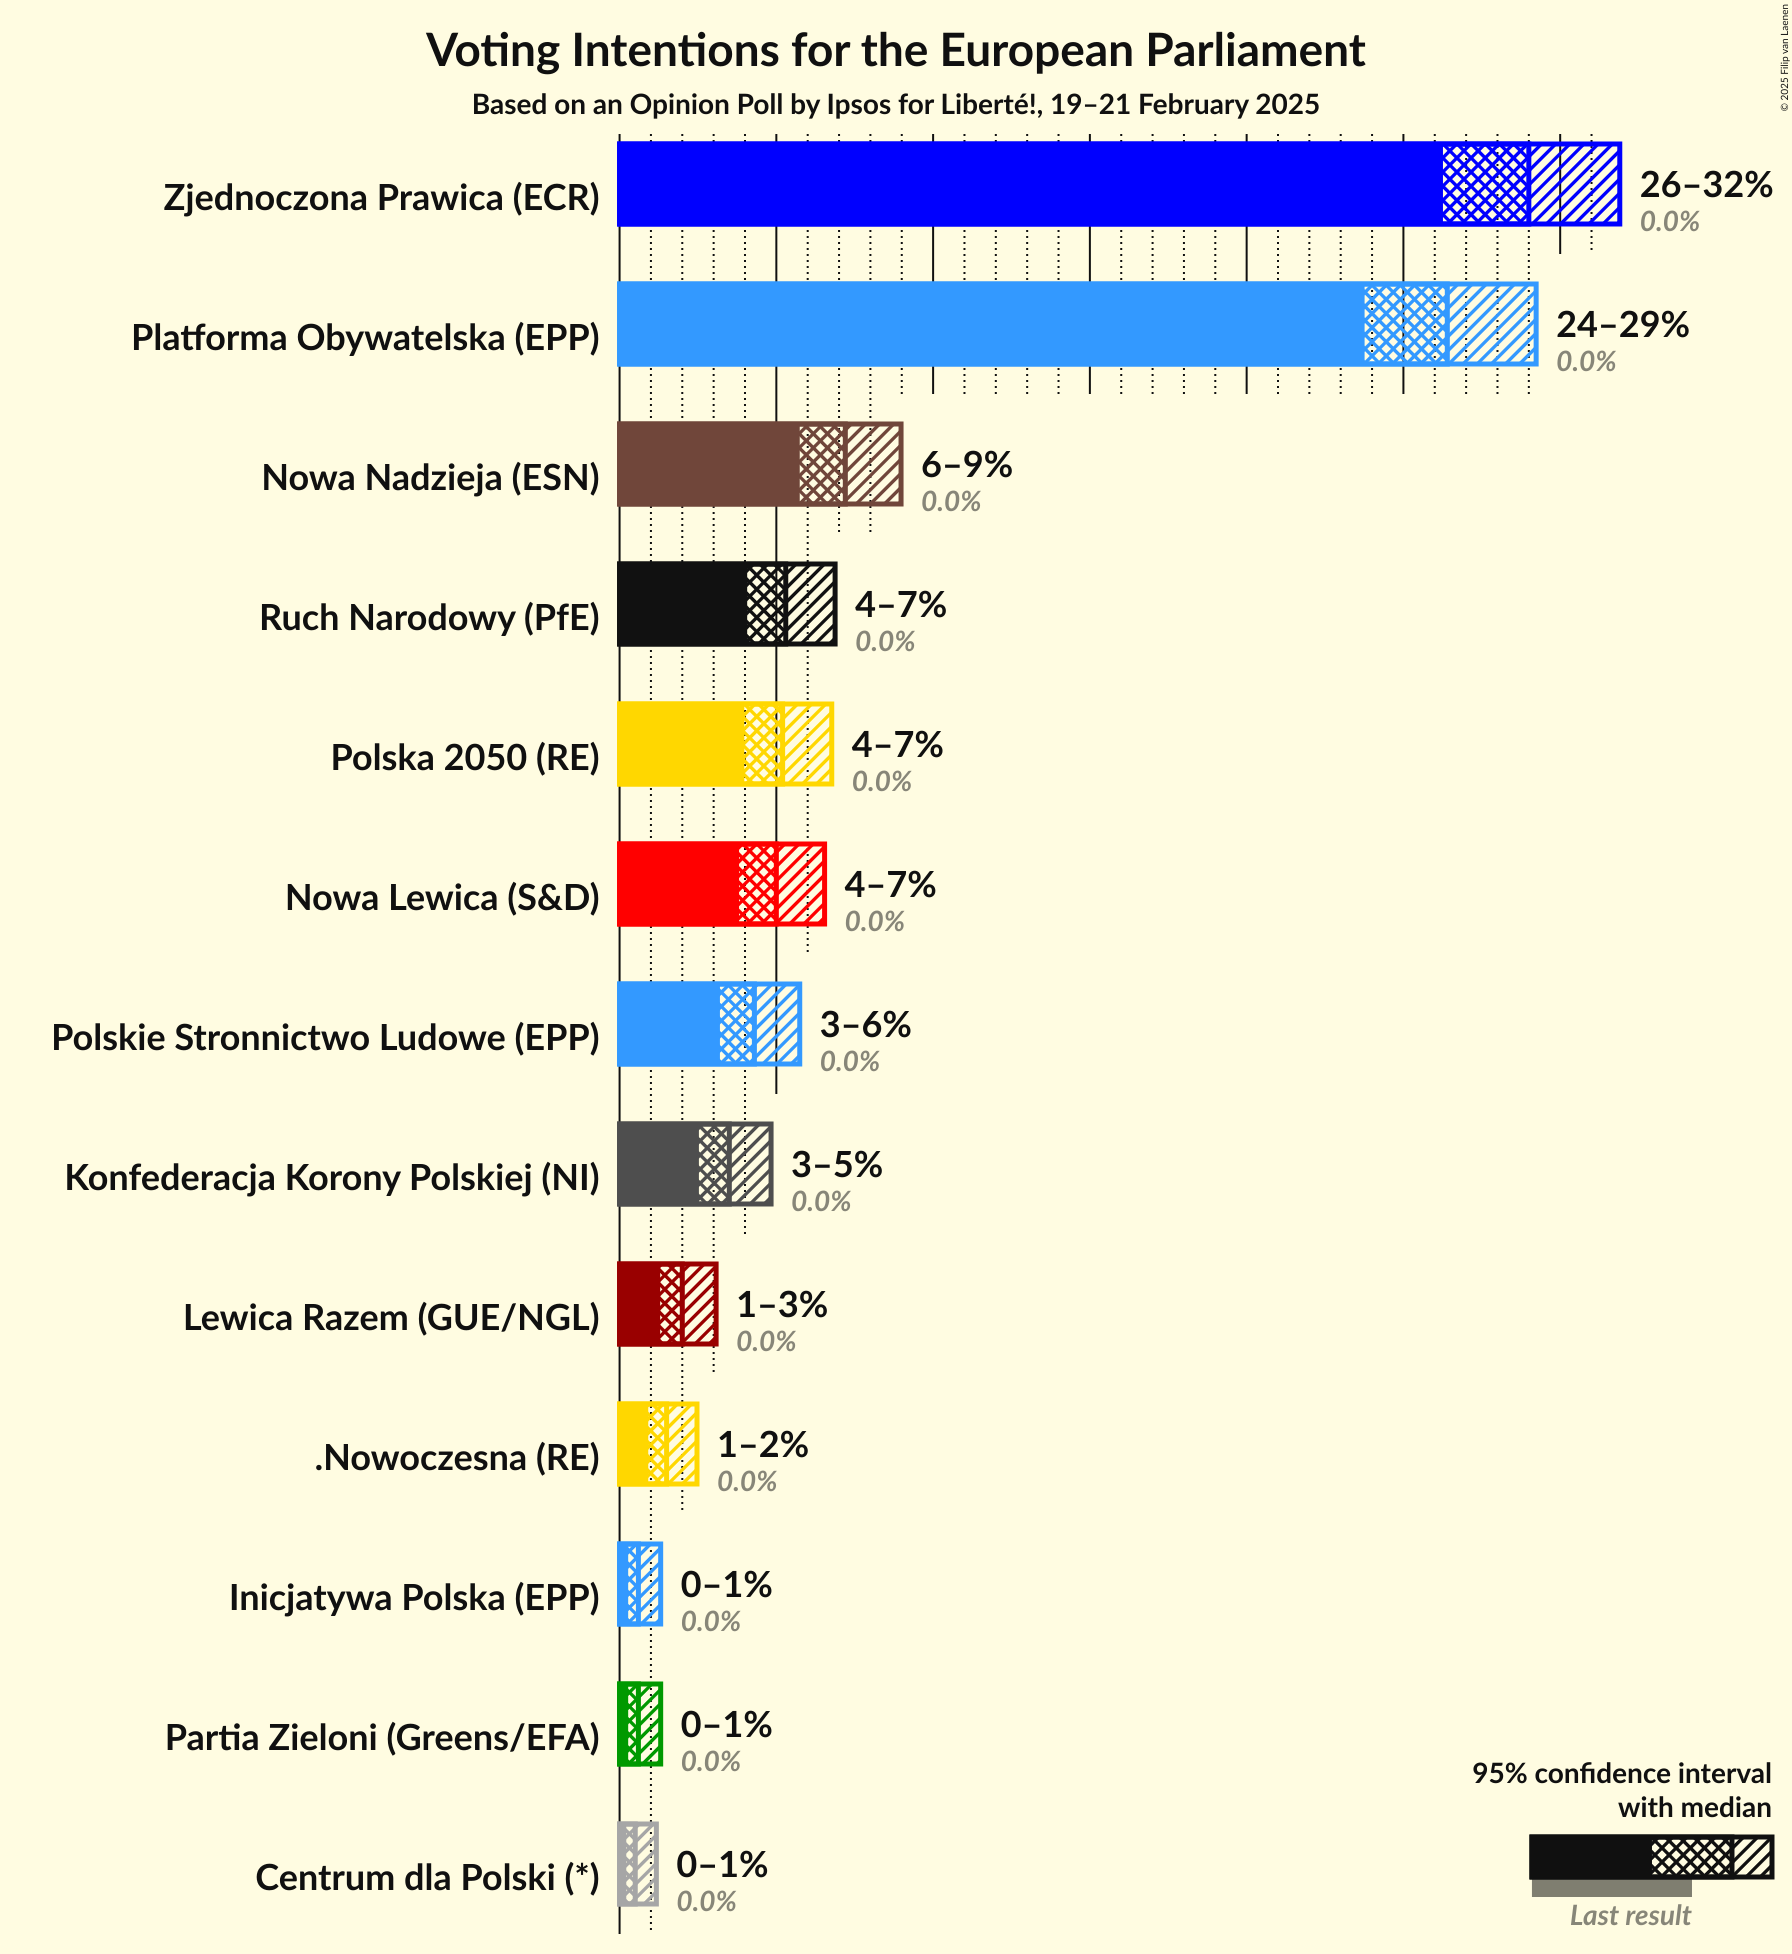 Voting Intentions for the European Parliament
Based on an Opinion Poll by Ipsos for Liberté!, 19–21 February 2025
© 2025 Filip van Laenen
Zjednoczona Prawica (ECR)
26–32%
0.0%
Platforma Obywatelska (EPP)
24–29%
0.0%
Nowa Nadzieja (ESN)
6–9%
0.0%
Ruch Narodowy (PfE)
4–7%
0.0%
Polska 2050 (RE)
4–7%
0.0%
Nowa Lewica (S&D)
4–7%
0.0%
Polskie Stronnictwo Ludowe (EPP)
3–6%
0.0%
Konfederacja Korony Polskiej (NI)
3–5%
0.0%
Lewica Razem (GUE/NGL)
1–3%
0.0%
.Nowoczesna (RE)
1–2%
0.0%
Inicjatywa Polska (EPP)
0–1%
0.0%
Partia Zieloni (Greens/EFA)
0–1%
0.0%
Centrum dla Polski (*)
0–1%
0.0%
95% confidence interval
with median
Last result